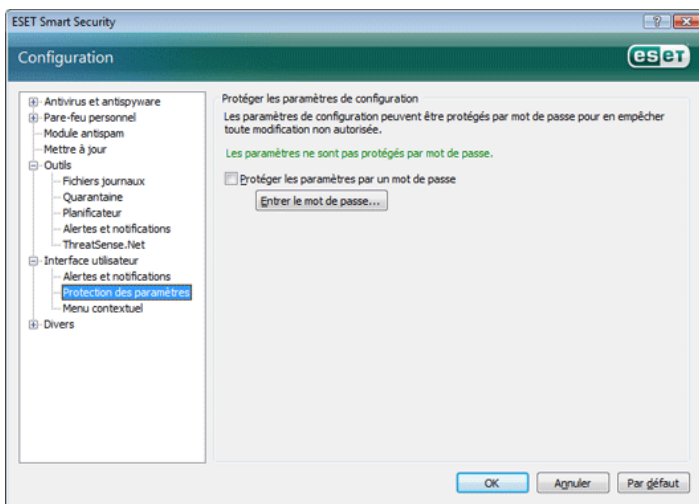 ESET Smart Security
Configuration
eset
Antivirus et antispyware
Pare-feu personnel
Module antispam
Mettre à jour
Outils
Fichiers journaux
Quarantaine
Planificateur
Alertes et notifications
ThreatSense.Net
Interface utilisateur
Alertes et notifications
Protection des paramètres
Menu contextuel
Divers
Protéger les paramètres de configuration
Les paramètres de configuration peuvent être protégés par mot de passe pour en empêcher
toute modification non autorisée.
Les paramètres ne sont pas protégés par mot de passe.
Protéger les paramètres par un mot de passe
Entrer le mot de passe...
OK
Annuler
Par défaut